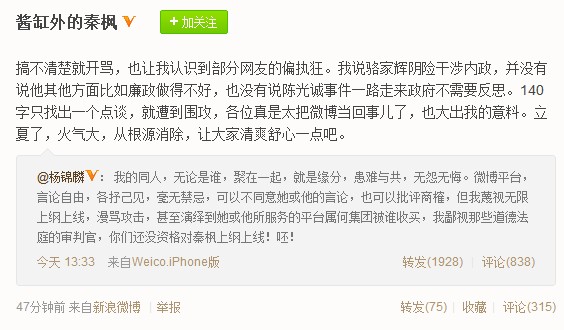 酱缸外的秦枫 + 加关注
搞不清楚就开骂，也让我认识到部分网友的偏执狂。我说骆家辉阴险干涉内政，并没有
说他其他方面比如廉政做得不好，也没有说陈光诚事件一路走来政府不需要反思。140
字只找出一个点谈，就遭到围攻，各位真是太把微博当回事儿了，也大出我的意料。立
夏了，火气大，从根源消除，让大家清爽舒心一点吧。
@杨锦麟：我的同人，无论是谁，聚在一起，就是缘分，患难与共，无怨无悔。微博平台，
言论自由，各抒己见，毫无禁忌，可以不同意她或他的言论，也可以批评商榷，但我蔑视无限
上纲上线，谩骂攻击，甚至演绎到她或他所服务的平台属何集团被谁收买，我鄙视那些道德法
庭的审判官，你们还没资格对秦枫上纲上线！呸！
今天 13:33 来自Weico.iPhone版 转发(1928) | 评论(838)
47分钟前 来自新浪微博 | 举报 转发(75) | 收藏 | 评论(315)